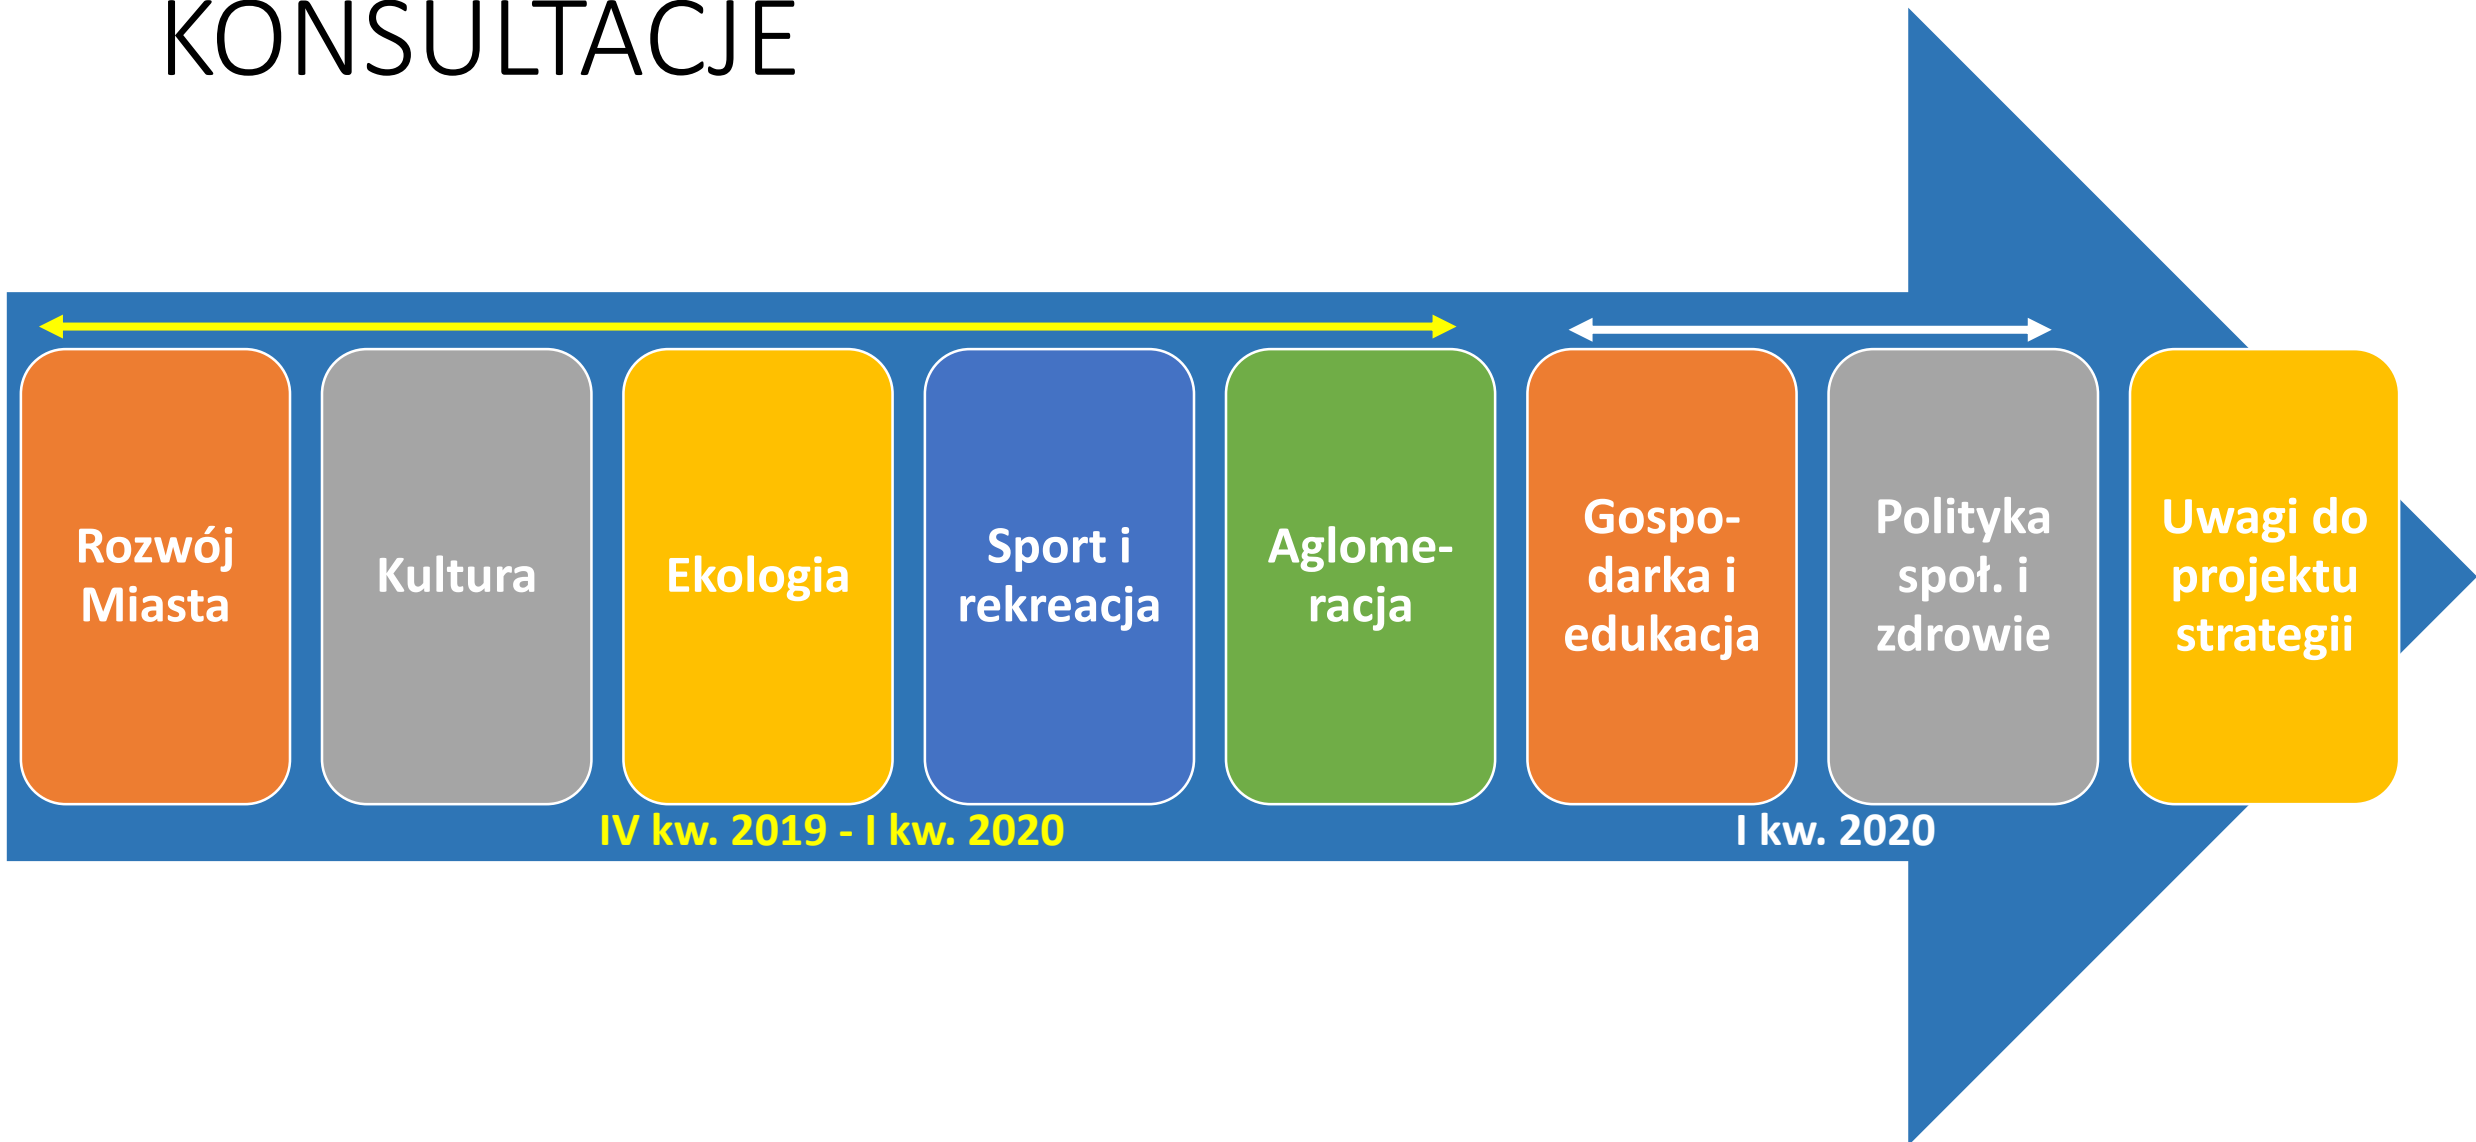 KONSULTACJE
Rozwój
Miasta
Kultura
Ekologia
Sport i
rekreacja
Aglome-
racja
Gospo-
darka i
edukacja
Polityka
społ. i
zdrowie
Uwagi do
projektu
strategii
IV kw. 2019 - I kw. 2020
I kw. 2020